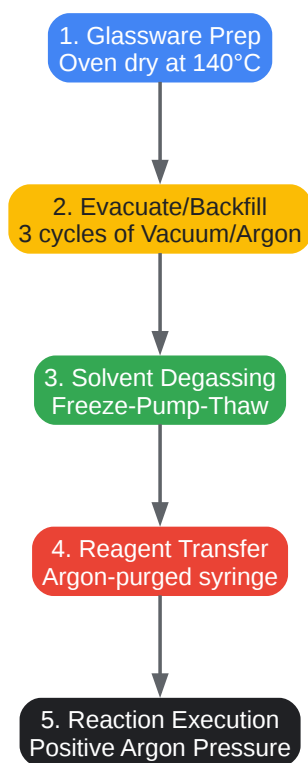 1. Glassware Prep
Oven dry at 140°C
2. Evacuate/Backfill
3 cycles of Vacuum/Argon
3. Solvent Degassing
Freeze-Pump-Thaw
4. Reagent Transfer
Argon-purged syringe
5. Reaction Execution
Positive Argon Pressure